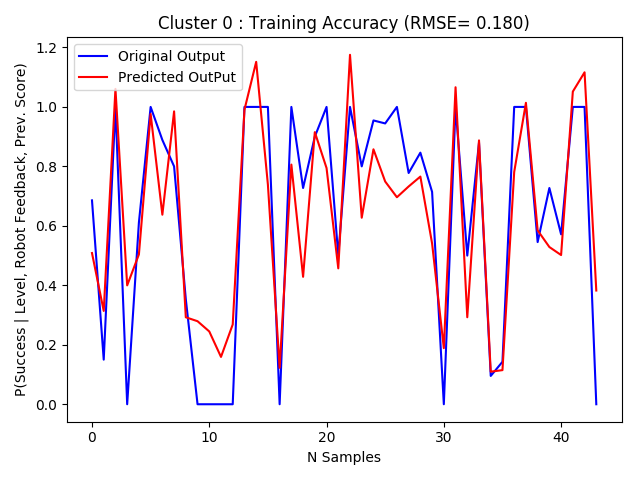 Cluster 0 : Training Accuracy (RMSE= 0.180)
Original Output
Predicted OutPut
P(Success | Level, Robot Feedback, Prev. Score)
1.2
1.0
0.8
0.6
0.4
0.2
0.0
0 10 20 30 40
N Samples